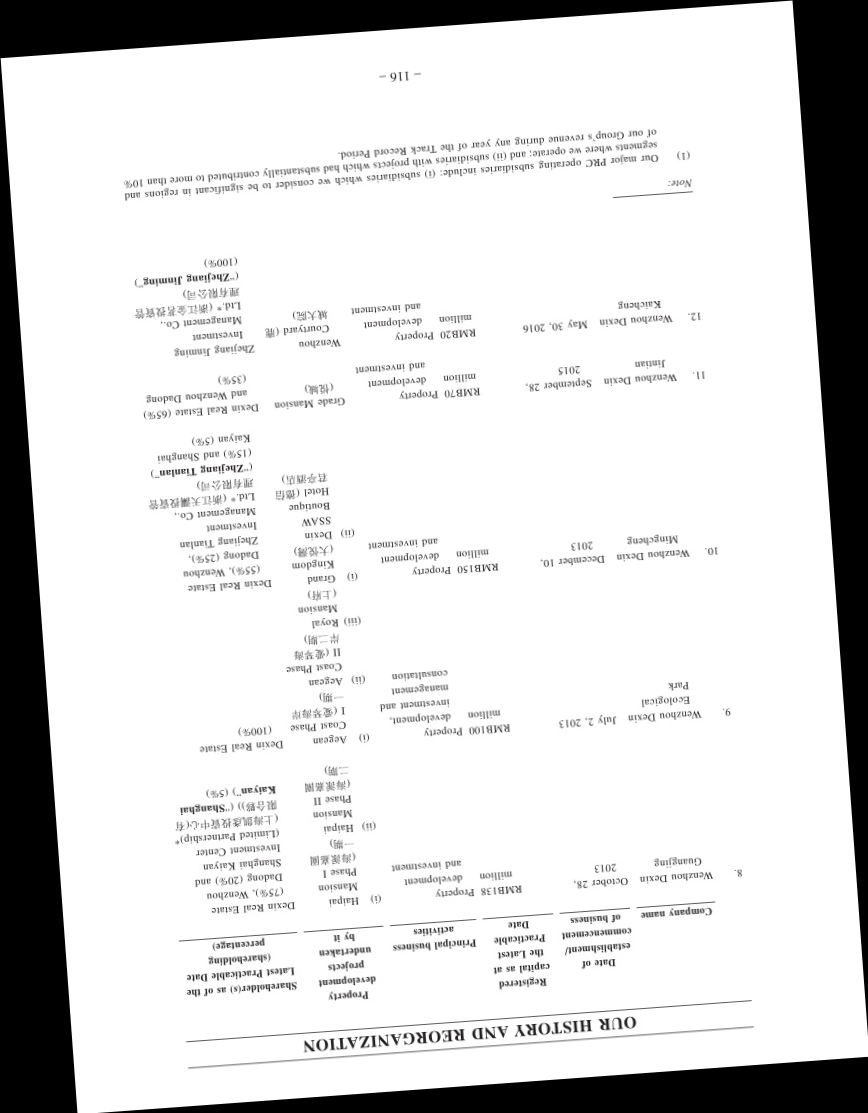 OUR HISTORY AND REORGANIZATION
Company name
Date of
establishment/
commencement
of business
Registered
capital as at
the Latest
Practicable
Date
Principal business
activities
Property
development
projects
undertaken
by it
Shareholder(s) as of the
Latest Practicable Date
(shareholding
percentage)
8. Wenzhou Dexin
Guangjing
October 28,
2013
RMB138
million
Property
development
and investment
(i) Haipai
Mansion
Phase I
(海派嘉園
一期)
(ii) Haipai
Mansion
Phase II
(海派嘉園
二期)
Dexin Real Estate
(75%), Wenzhou
Dadong (20%) and
Shanghai Kaiyan
Investment Center
(Limited Partnership)*
(上海凱彥投資中心(有
限合夥)) ("Shanghai
Kaiyan") (5%)
9. Wenzhou Dexin
Ecological
Park
July 2, 2013
RMB100
million
Property
development,
investment and
management
consultation
(i) Aegean
Coast Phase
I (愛琴海岸
一期)
(ii) Aegean
Coast Phase
II (愛琴海
岸二期)
(iii) Royal
Mansion
(上府)
Dexin Real Estate
(100%)
10. Wenzhou Dexin
Mingcheng
December 10,
2013
RMB150
million
Property
development
and investment
(i) Grand
Kingdom
(大悅灣)
(ii) Dexin
SSAW
Boutique
Hotel (德信
君亭酒店)
Dexin Real Estate
(55%), Wenzhou
Dadong (25%),
Zhejiang Tianlan
Investment
Management Co.,
Ltd.* (浙江天瀾投資管
理有限公司)
("Zhejiang Tianlan")
(15%) and Shanghai
Kaiyan (5%)
11. Wenzhou Dexin
Jintian
September 28,
2015
RMB70
million
Property
development
and investment
Grade Mansion
(悅城)
Dexin Real Estate (65%)
and Wenzhou Dadong
(35%)
12. Wenzhou Dexin
Kaicheng
May 30, 2016
RMB20
million
Property
development
and investment
Wenzhou
Courtyard (甌
城大院)
Zhejiang Jinming
Investment
Management Co.,
Ltd.* (浙江金茗投資管
理有限公司)
("Zhejiang Jinming")
(100%)
Note:
(1) Our major PRC operating subsidiaries include: (i) subsidiaries which we consider to be significant in regions and
segments where we operate; and (ii) subsidiaries with projects which had substantially contributed to more than 10%
of our Group's revenue during any year of the Track Record Period.
– 116 –